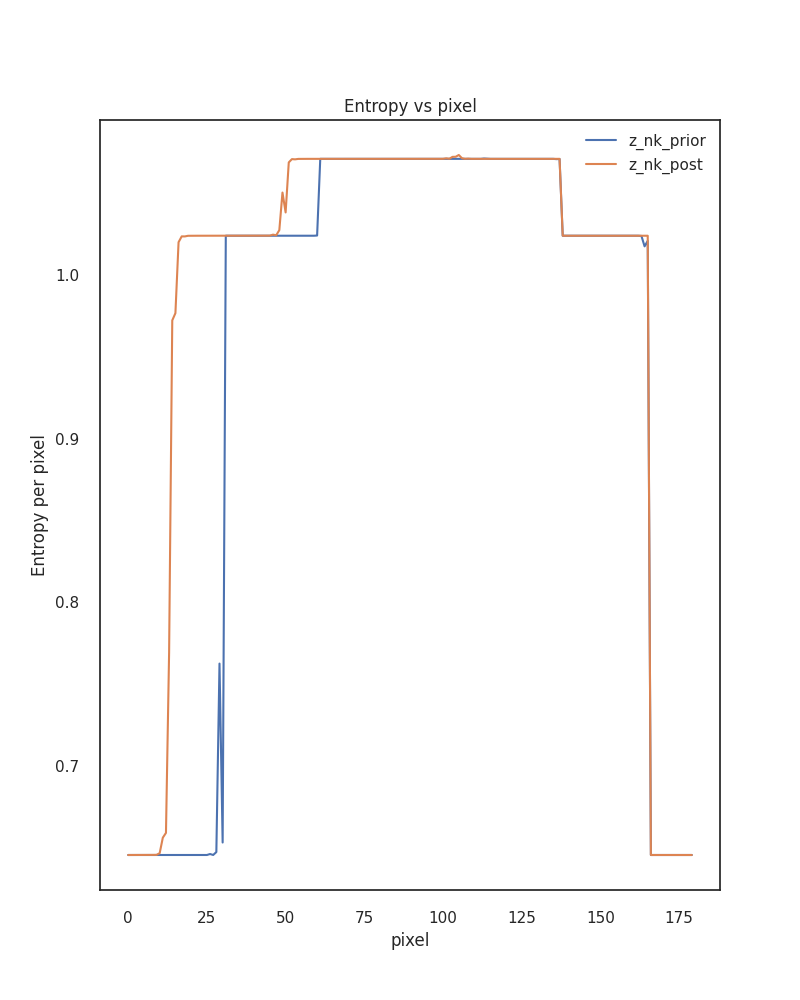 Entropy vs pixel
z_nk_prior
z_nk_post
1.0
0.9
0.8
0.7
Entropy per pixel
0 25 50 75 100 125 150 175
pixel